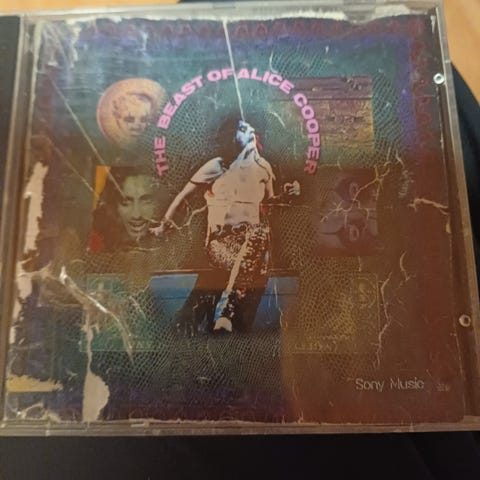 THE BEAST OF ALICE COOPER
Sony Music